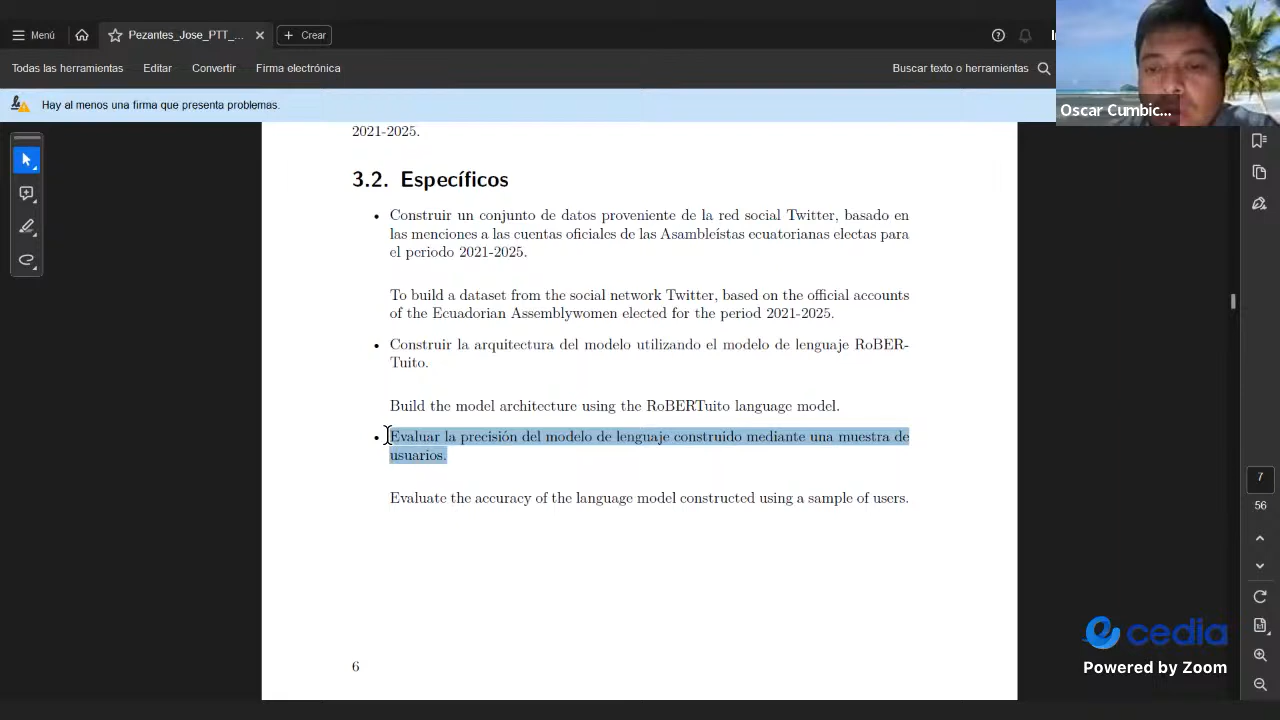 Menú
Pezantes_Jose_PTT_...
Crear
Todas las herramientas
Editar
Convertir
Firma electrónica
Buscar texto o herramientas
Oscar Cumbic...
Hay al menos una firma que presenta problemas.
2021-2025.
3.2. Específicos
• Construir un conjunto de datos proveniente de la red social Twitter, basado en
las menciones a las cuentas oficiales de las Asambleístas ecuatorianas electas para
el periodo 2021-2025.
To build a dataset from the social network Twitter, based on the official accounts
of the Ecuadorian Assemblywomen elected for the period 2021-2025.
• Construir la arquitectura del modelo utilizando el modelo de lenguaje RoBER-
Tuito.
Build the model architecture using the RoBERTuito language model.
• Evaluar la precisión del modelo de lenguaje construido mediante una muestra de
usuarios.
Evaluate the accuracy of the language model constructed using a sample of users.
6
7
56
cedia
Powered by Zoom